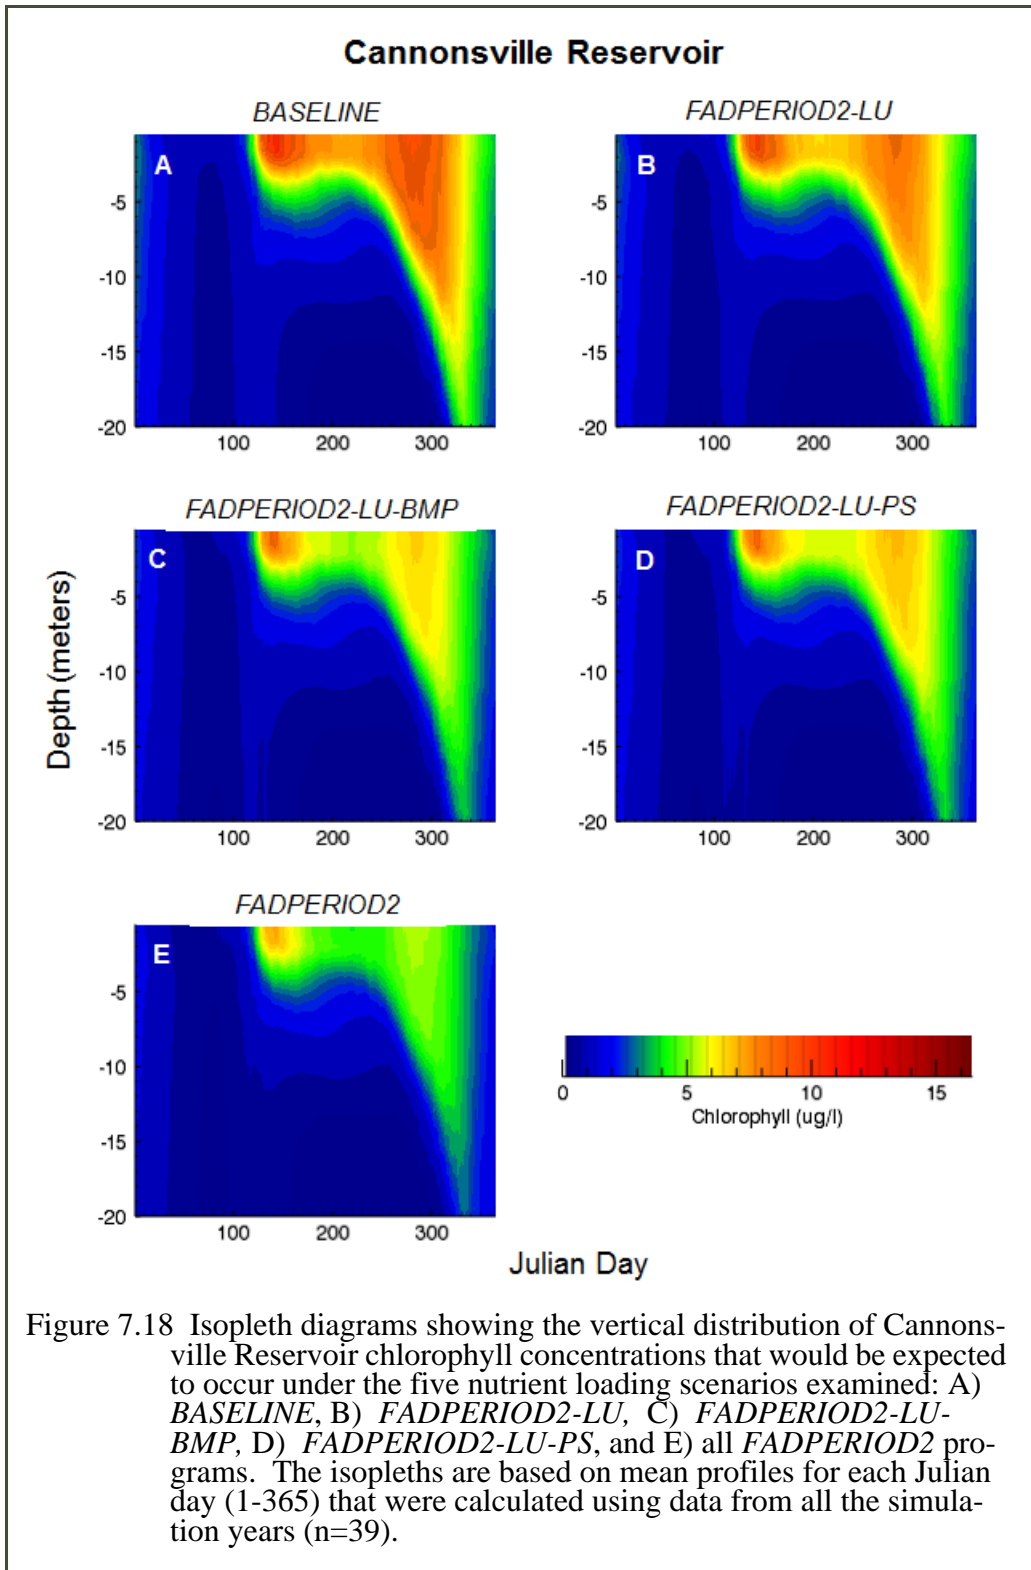 Cannonsville Reservoir
BASELINE
FADPERIOD2-LU
A
B
-5
-10
-15
-20
100
200
300
-5
-10
-15
-20
100
200
300
FADPERIOD2-LU-BMP
FADPERIOD2-LU-PS
C
D
Depth (meters)
-5
-10
-15
-20
100
200
300
-5
-10
-15
-20
100
200
300
FADPERIOD2
E
-5
-10
-15
-20
100
200
300
0
5
10
15
Chlorophyll (ug/l)
Julian Day
Figure 7.18 Isopleth diagrams showing the vertical distribution of Cannons-
ville Reservoir chlorophyll concentrations that would be expected
to occur under the five nutrient loading scenarios examined: A)
BASELINE, B) FADPERIOD2-LU, C) FADPERIOD2-LU-
BMP, D) FADPERIOD2-LU-PS, and E) all FADPERIOD2 pro-
grams. The isopleths are based on mean profiles for each Julian
day (1-365) that were calculated using data from all the simula-
tion years (n=39).